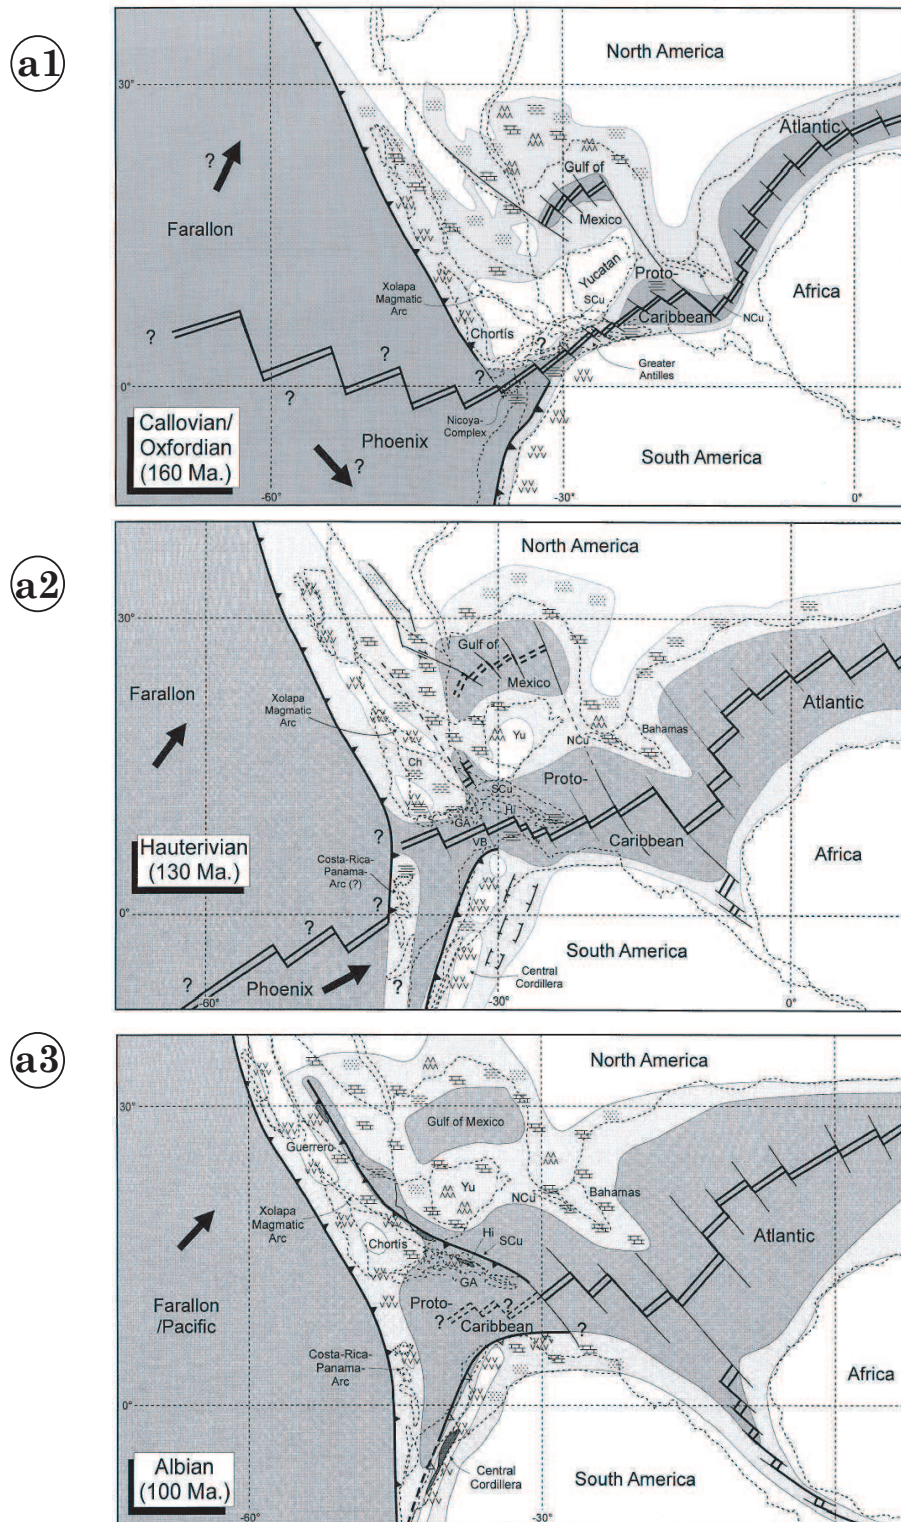 a1
North America
30°
Atlantic
Gulf of
Mexico
?
Farallon
Yucatan
Proto-
Africa
Xolapa
Magmatic
Arc
SCu
NCu
Caribbean
Chortís
?
?
?
?
?
Greater
Antilles
0°
Nicoya-
Complex
Callovian/
Oxfordian
(160 Ma.)
Phoenix
?
South America
-60°
-30°
0°
a2
North America
30°
Gulf of
Mexico
Farallon
Xolapa
Magmatic
Arc
Atlantic
Bahamas
Yu
NCu
Ch
Proto-
SCu
Hi
GA
VB
Caribbean
?
Hauterivian
(130 Ma.)
Costa-Rica-
Panama-
Arc (?)
Africa
?
0°
?
South America
Central
Cordillera
?
Phoenix
?
-60°
-30°
0°
a3
North America
30°
Gulf of Mexico
Guerrero
Yu
NCu
Bahamas
Xolapa
Magmatic
Arc
Chortís
Hi
SCu
Atlantic
GA
Farallon
/Pacific
Proto-
?
?
Caribbean
?
Costa-Rica-
Panama-
Arc
Africa
0°
Albian
(100 Ma.)
Central
Cordillera
South America
-60°
-30°